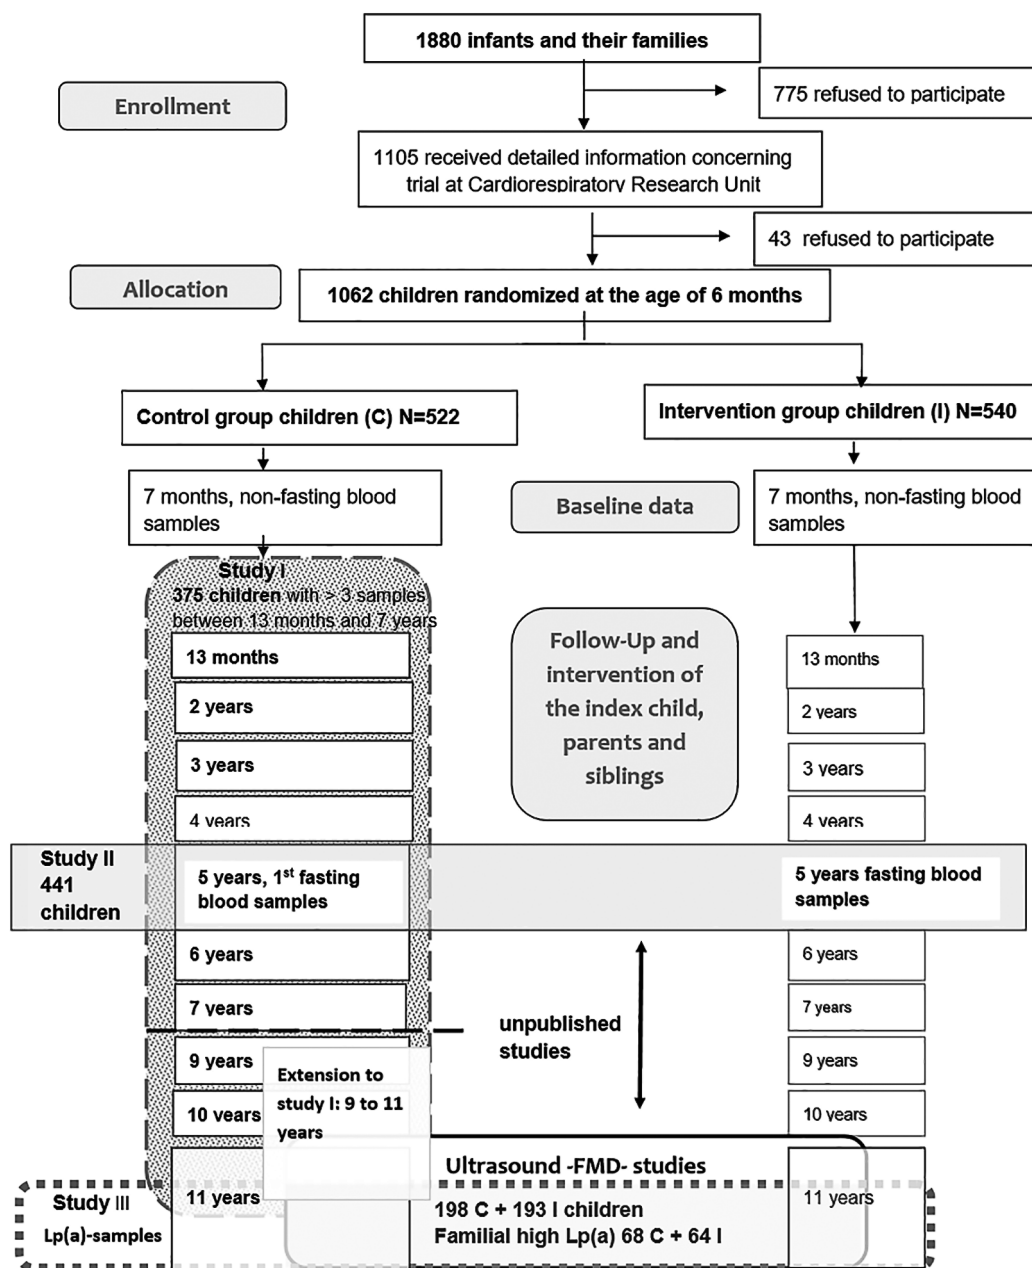 1880 infants and their families
Enrollment
775 refused to participate
1105 received detailed information concerning
trial at Cardiorespiratory Research Unit
43 refused to participate
Allocation
1062 children randomized at the age of 6 months
Control group children (C) N=522
Intervention group children (I) N=540
7 months, non-fasting blood
samples
Baseline data
7 months, non-fasting blood
samples
Study I
375 children with > 3 samples
between 13 months and 7 years
Follow-Up and
intervention of
the index child,
parents and
siblings
13 months
2 years
3 years
4 years
13 months
2 years
3 years
4 years
Study II
441
children
5 years, 1st fasting
blood samples
5 years fasting blood
samples
6 years
7 years
9 years
10 years
11 years
unpublished
studies
6 years
7 years
9 years
10 years
11 years
Extension to
study I: 9 to 11
years
Ultrasound -FMD- studies
198 C + 193 I children
Familial high Lp(a) 68 C + 64 I
Study III
Lp(a)-samples